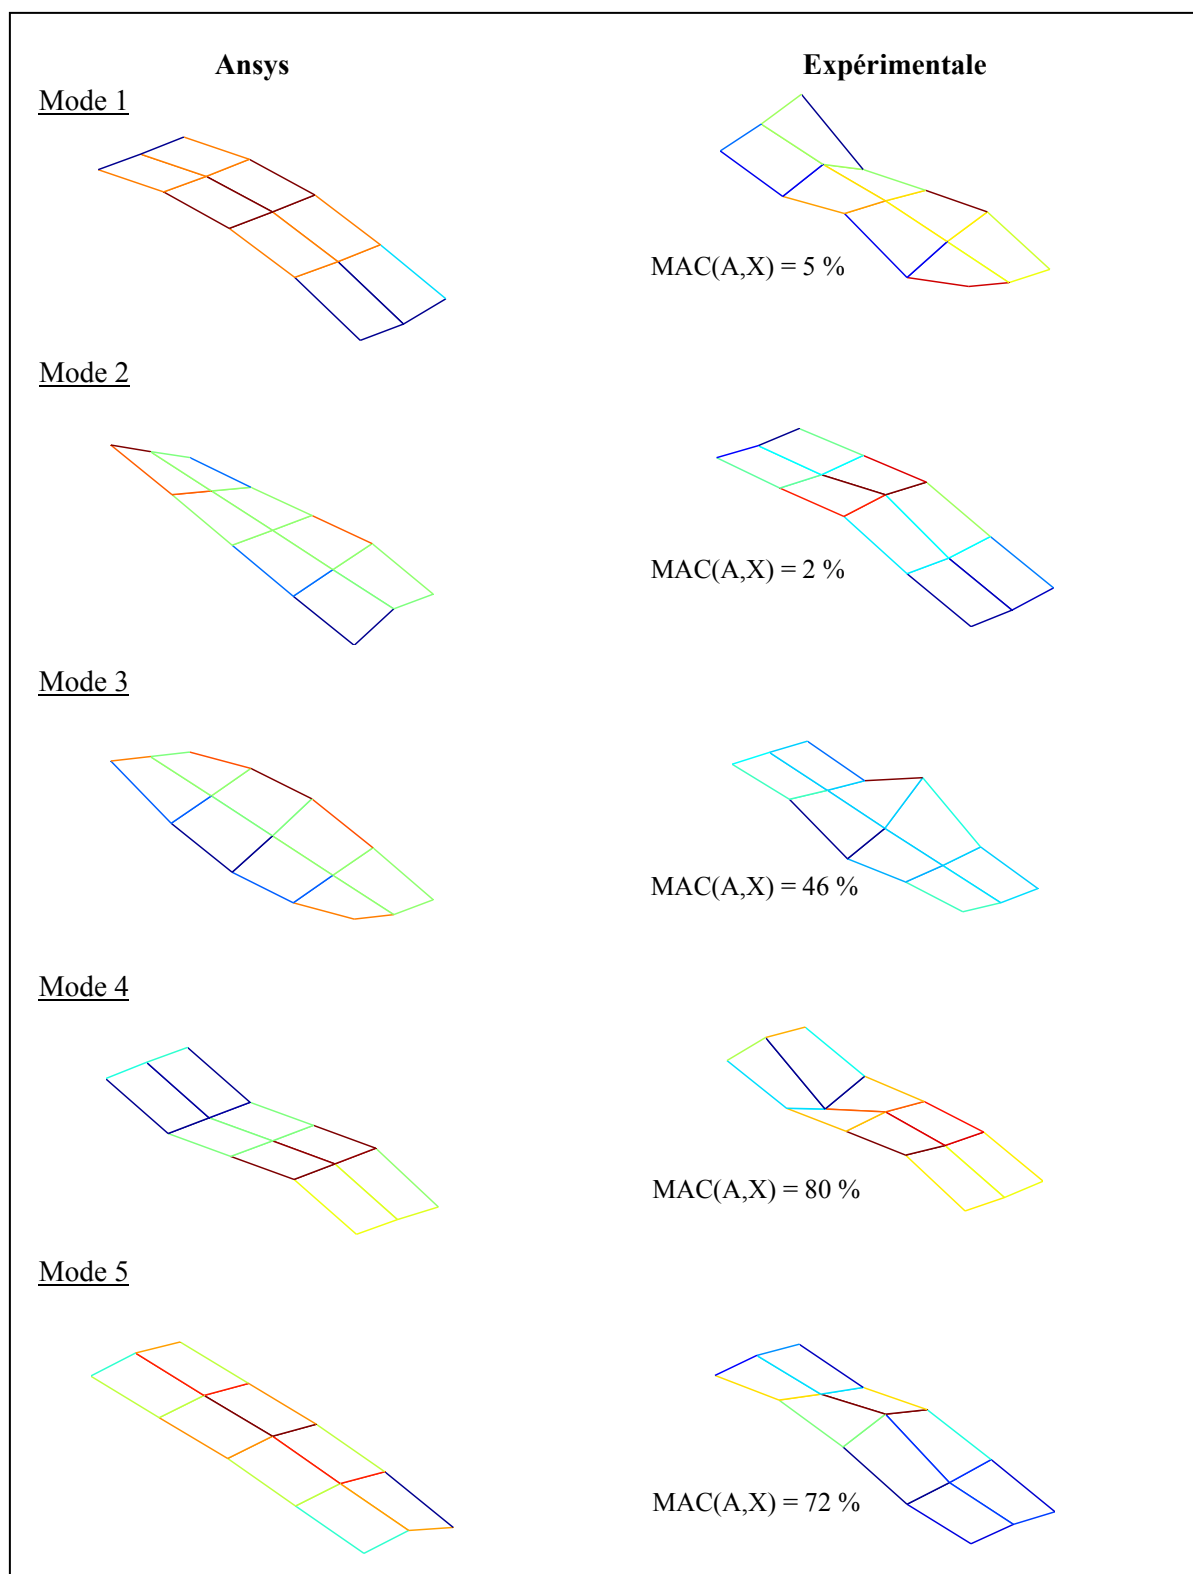 Ansys
Expérimentale
Mode 1
MAC(A,X) = 5 %
Mode 2
MAC(A,X) = 2 %
Mode 3
MAC(A,X) = 46 %
Mode 4
MAC(A,X) = 80 %
Mode 5
MAC(A,X) = 72 %